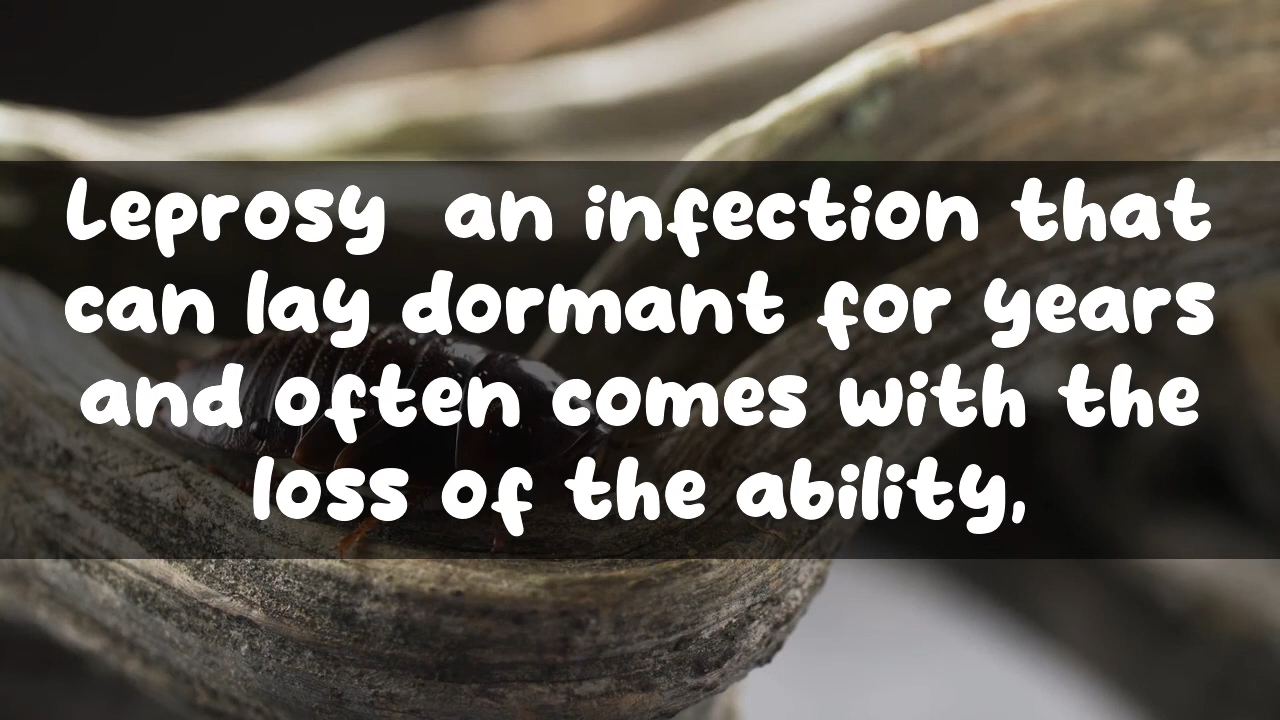 Leprosy  an infection that
can lay dormant for years
and often comes with the
loss of the ability,